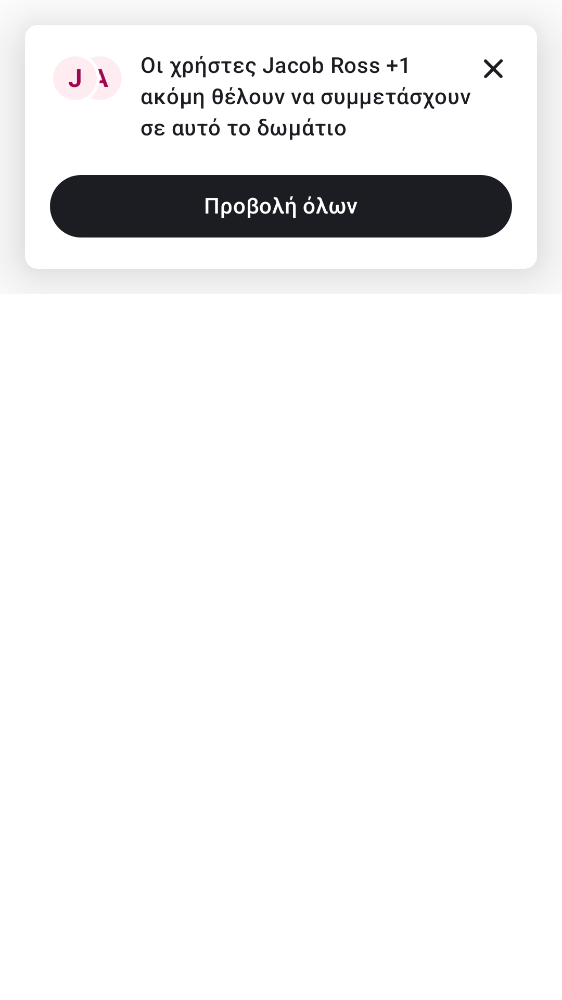 J A
Οι χρήστες Jacob Ross +1
ακόμη θέλουν να συμμετάσχουν
σε αυτό το δωμάτιο
Προβολή όλων